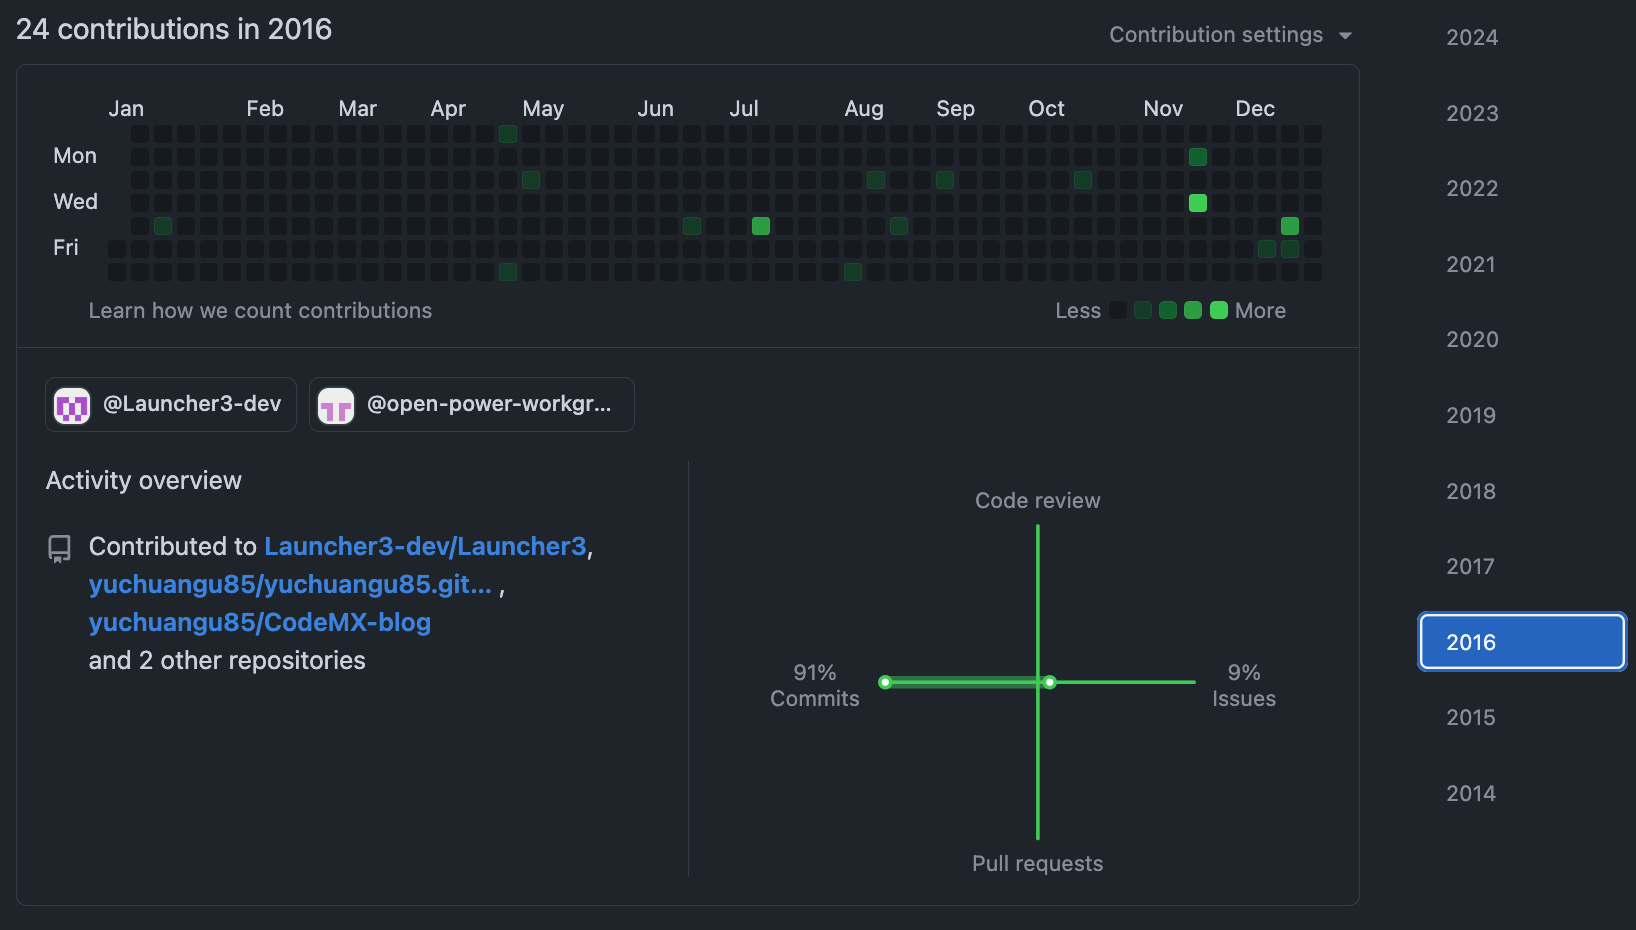 24 contributions in 2016
Contribution settings
Jan Feb Mar Apr May Jun Jul Aug Sep Oct Nov Dec
Mon
Wed
Fri
Learn how we count contributions
Less More
@Launcher3-dev @open-power-workgr...
Activity overview
Contributed to Launcher3-dev/Launcher3,
yuchuangu85/yuchuangu85.git... ,
yuchuangu85/CodeMX-blog
and 2 other repositories
Code review
91%
Commits
9%
Issues
Pull requests
2024
2023
2022
2021
2020
2019
2018
2017
2016
2015
2014